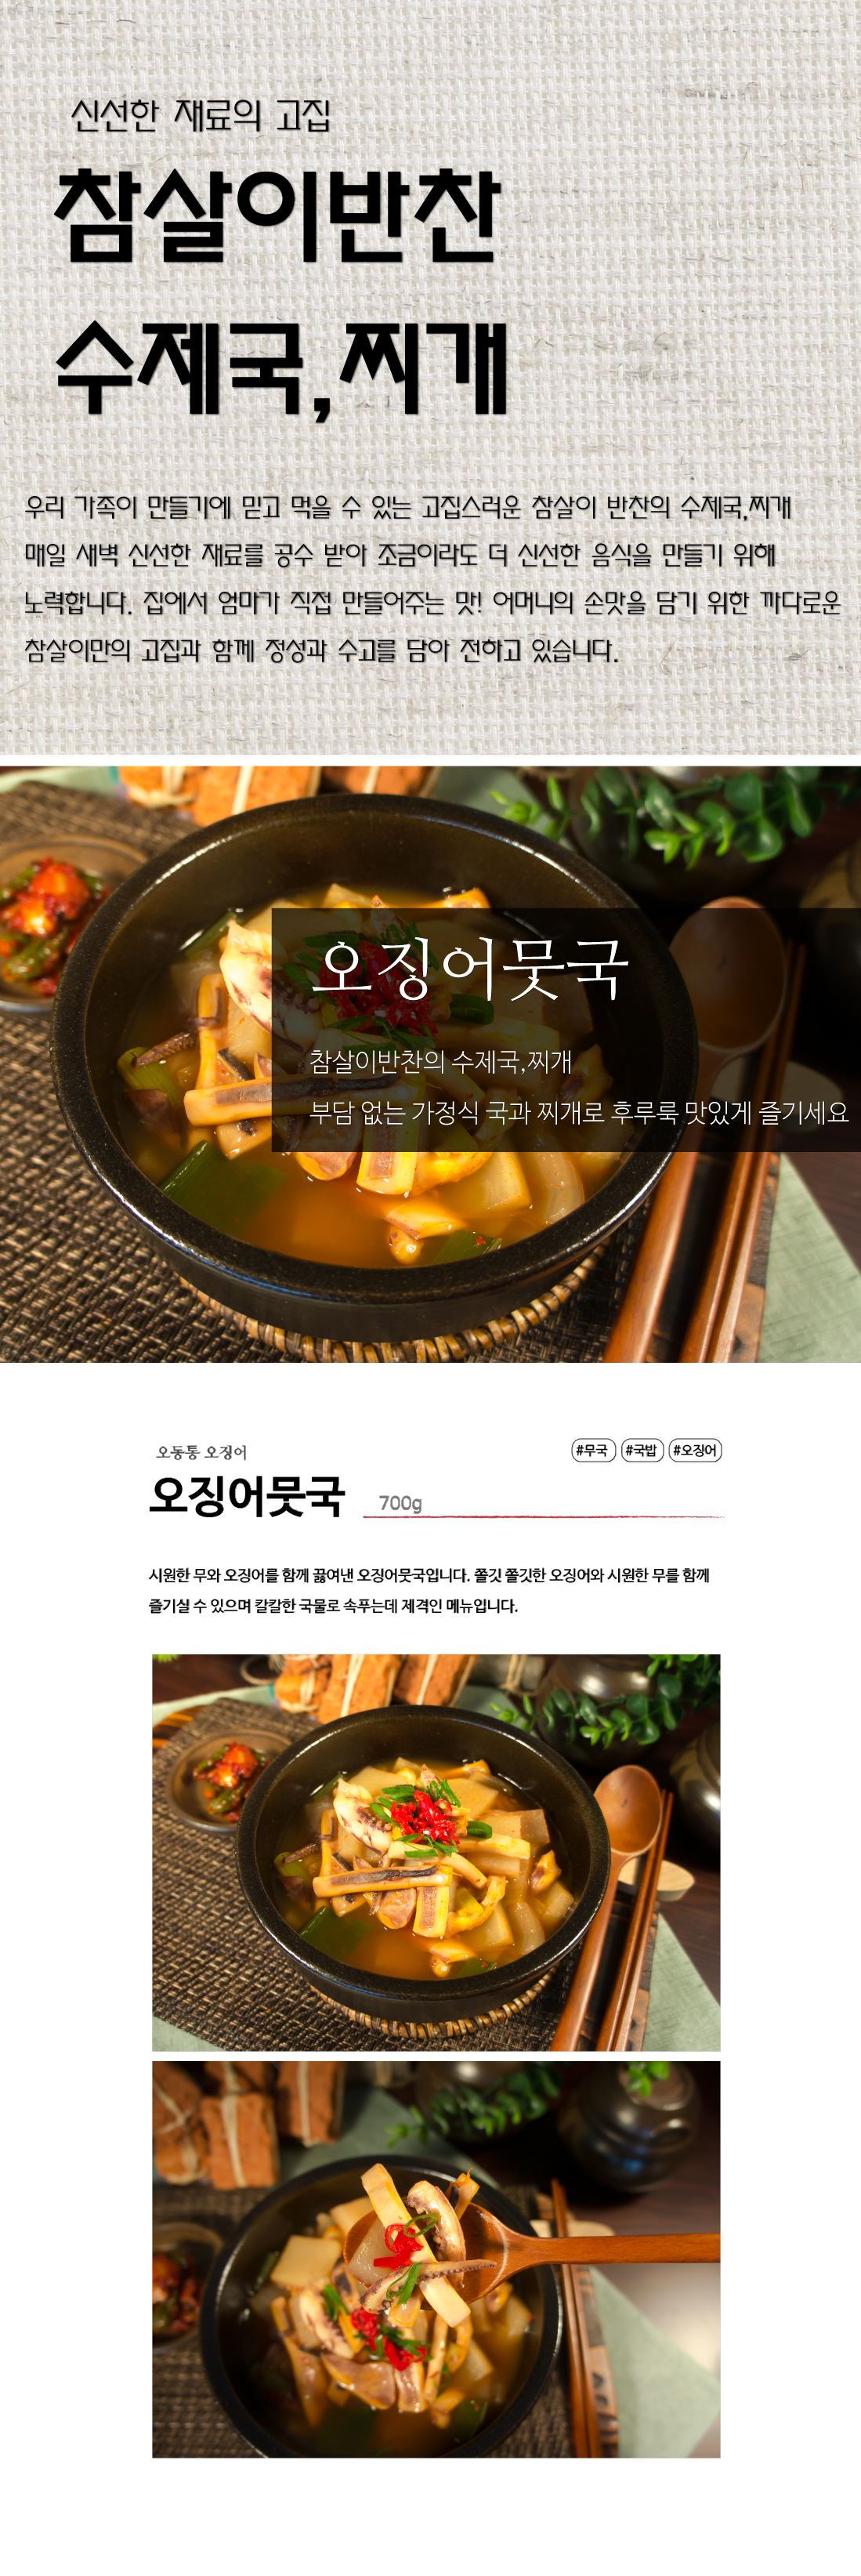 신선한 재료의 고집
참살이반찬
수제국,찌개
우리 가족이 만들기에 믿고 먹을 수 있는 고집스러운 참살이 반찬의 수제국,찌개
매일 새벽 신선한 재료를 공수 받아 조금이라도 더 신선한 음식을 만들기 위해
노력합니다. 집에서 엄마가 직접 만들어주는 맛! 어머니의 손맛을 담기 위한 까다로운
참살이만의 고집과 함께 정성과 수고를 담아 전하고 있습니다.
오징어뭇국
참살이반찬의 수제국,찌개
부담 없는 가정식 국과 찌개로 후루룩 맛있게 즐기세요
오동통 오징어
#무국 #국밥 #오징어
오징어뭇국 700g
시원한 무와 오징어를 함께 끓여낸 오징어뭇국입니다. 쫄깃 쫄깃한 오징어와 시원한 무를 함께
즐기실 수 있으며 칼칼한 국물로 속푸는데 제격인 메뉴입니다.